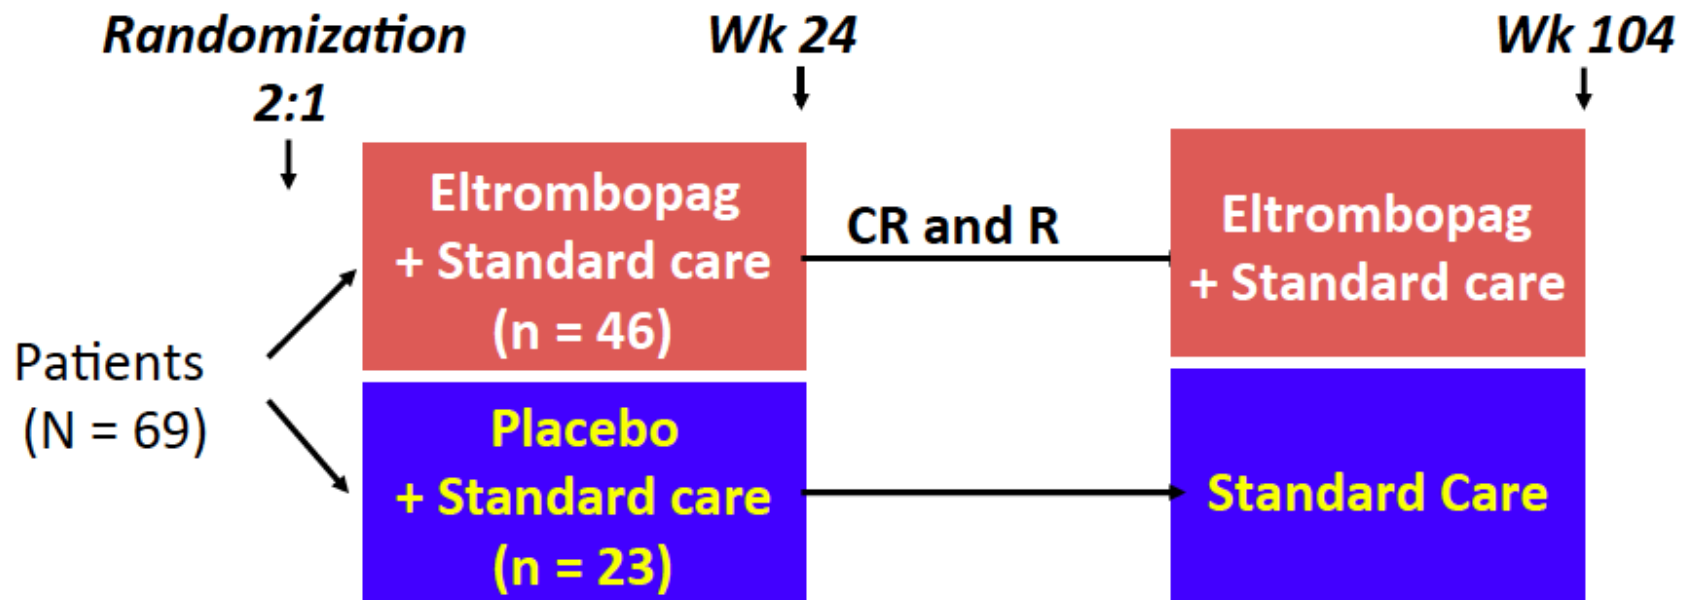 Randomization
2:1
Wk 24
Wk 104
Patients
(N = 69)
Eltrombopag
+ Standard care
(n = 46)
CR and R
Eltrombopag
+ Standard care
Placebo
+ Standard care
(n = 23)
Standard Care